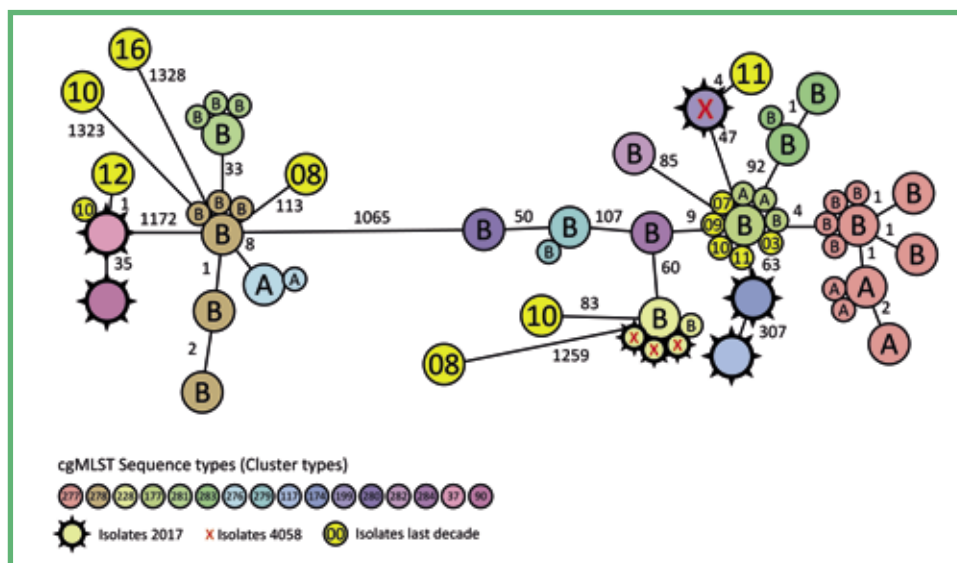 16
1328
10
1323
B B B
B
33
12
10
1
1172
35
B B B
B
8
08
113
1
A A
B
2
B
1065
B
50
B
B
107
B
9
60
10
83
08
1259
B
B
X X X
B
85
X
4
11
47
92
B
B
1
B
07
A A
09
B
B
10
11
03
4
63
307
B B
B
B
B
B
1
B
1
B
1
A
A
A
2
A
cgMLST Sequence types (Cluster types)
277 278 228 177 281 283 276 279 117 174 199 280 282 284 37 90
Isolates 2017 X Isolates 4058 00 Isolates last decade